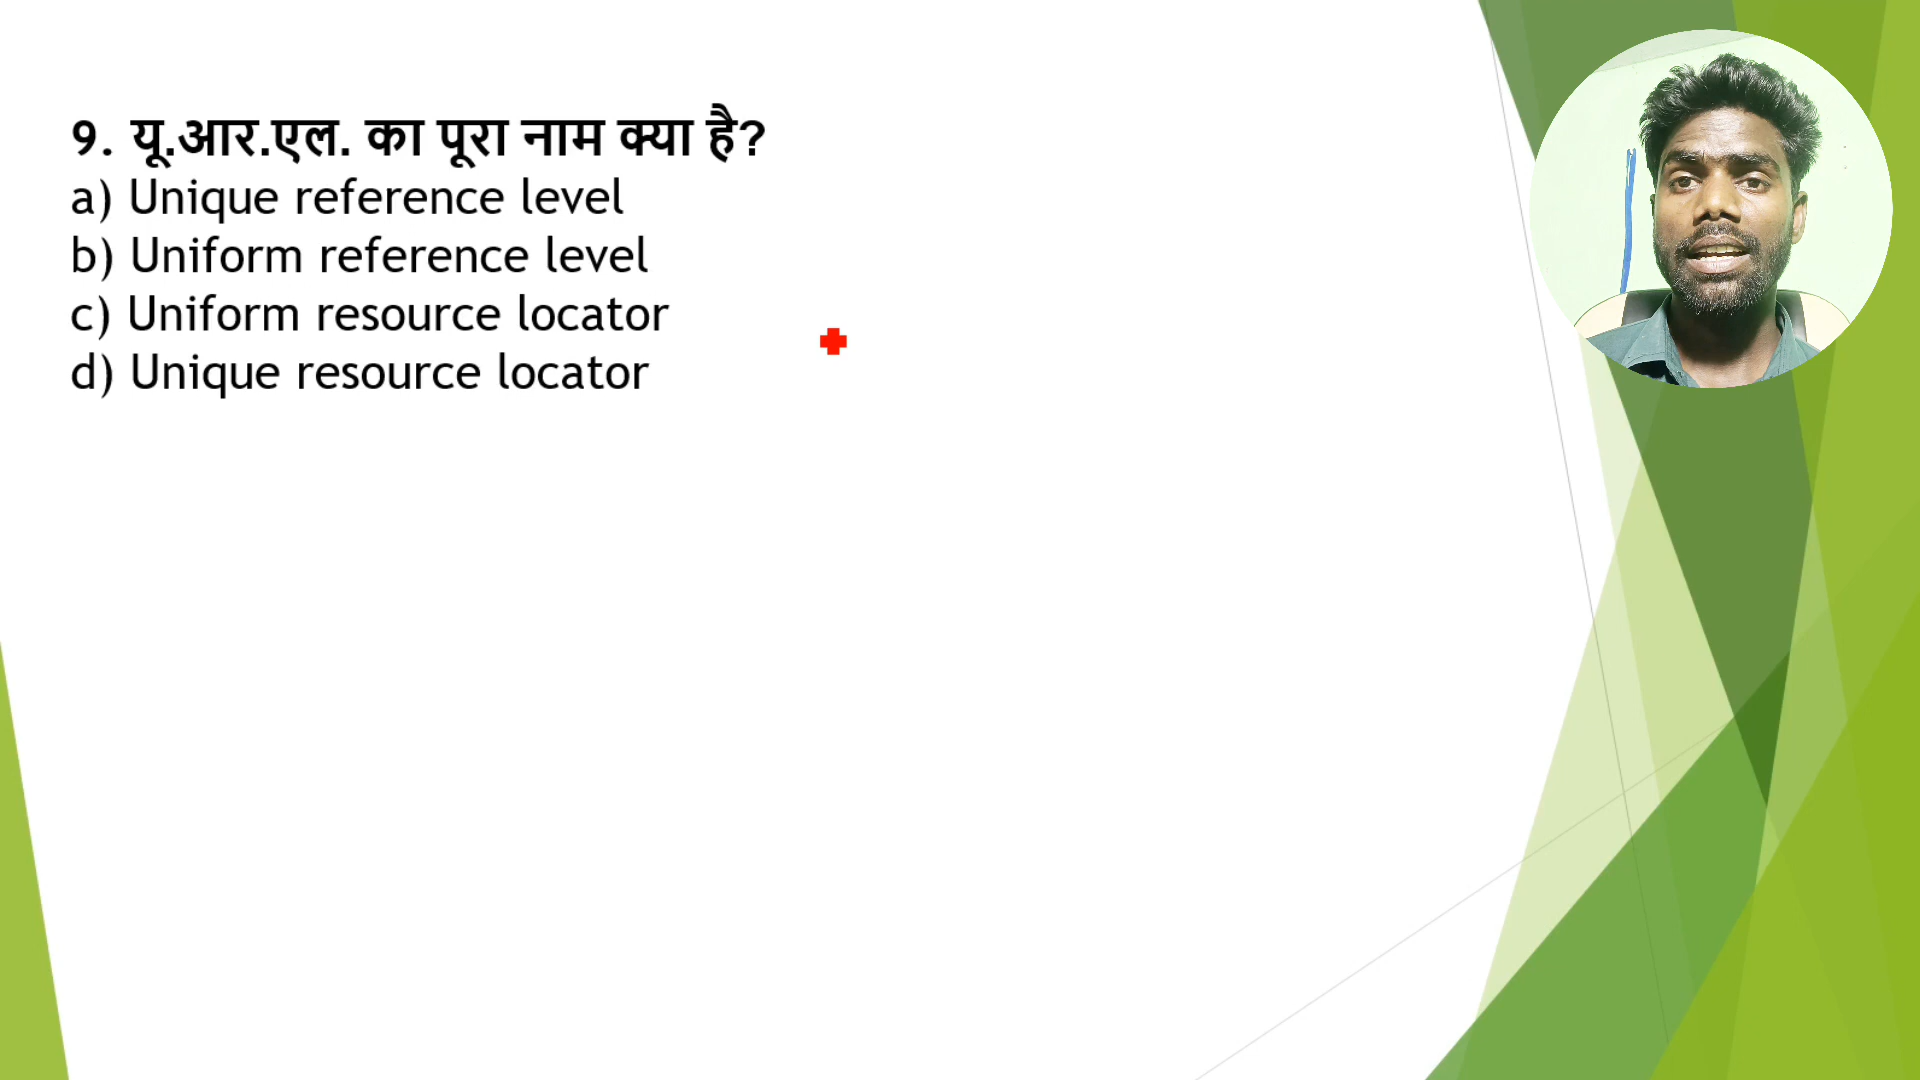 9. यू.आर.एल. का पूरा नाम क्या है?
a) Unique reference level
b) Uniform reference level
c) Uniform resource locator
d) Unique resource locator